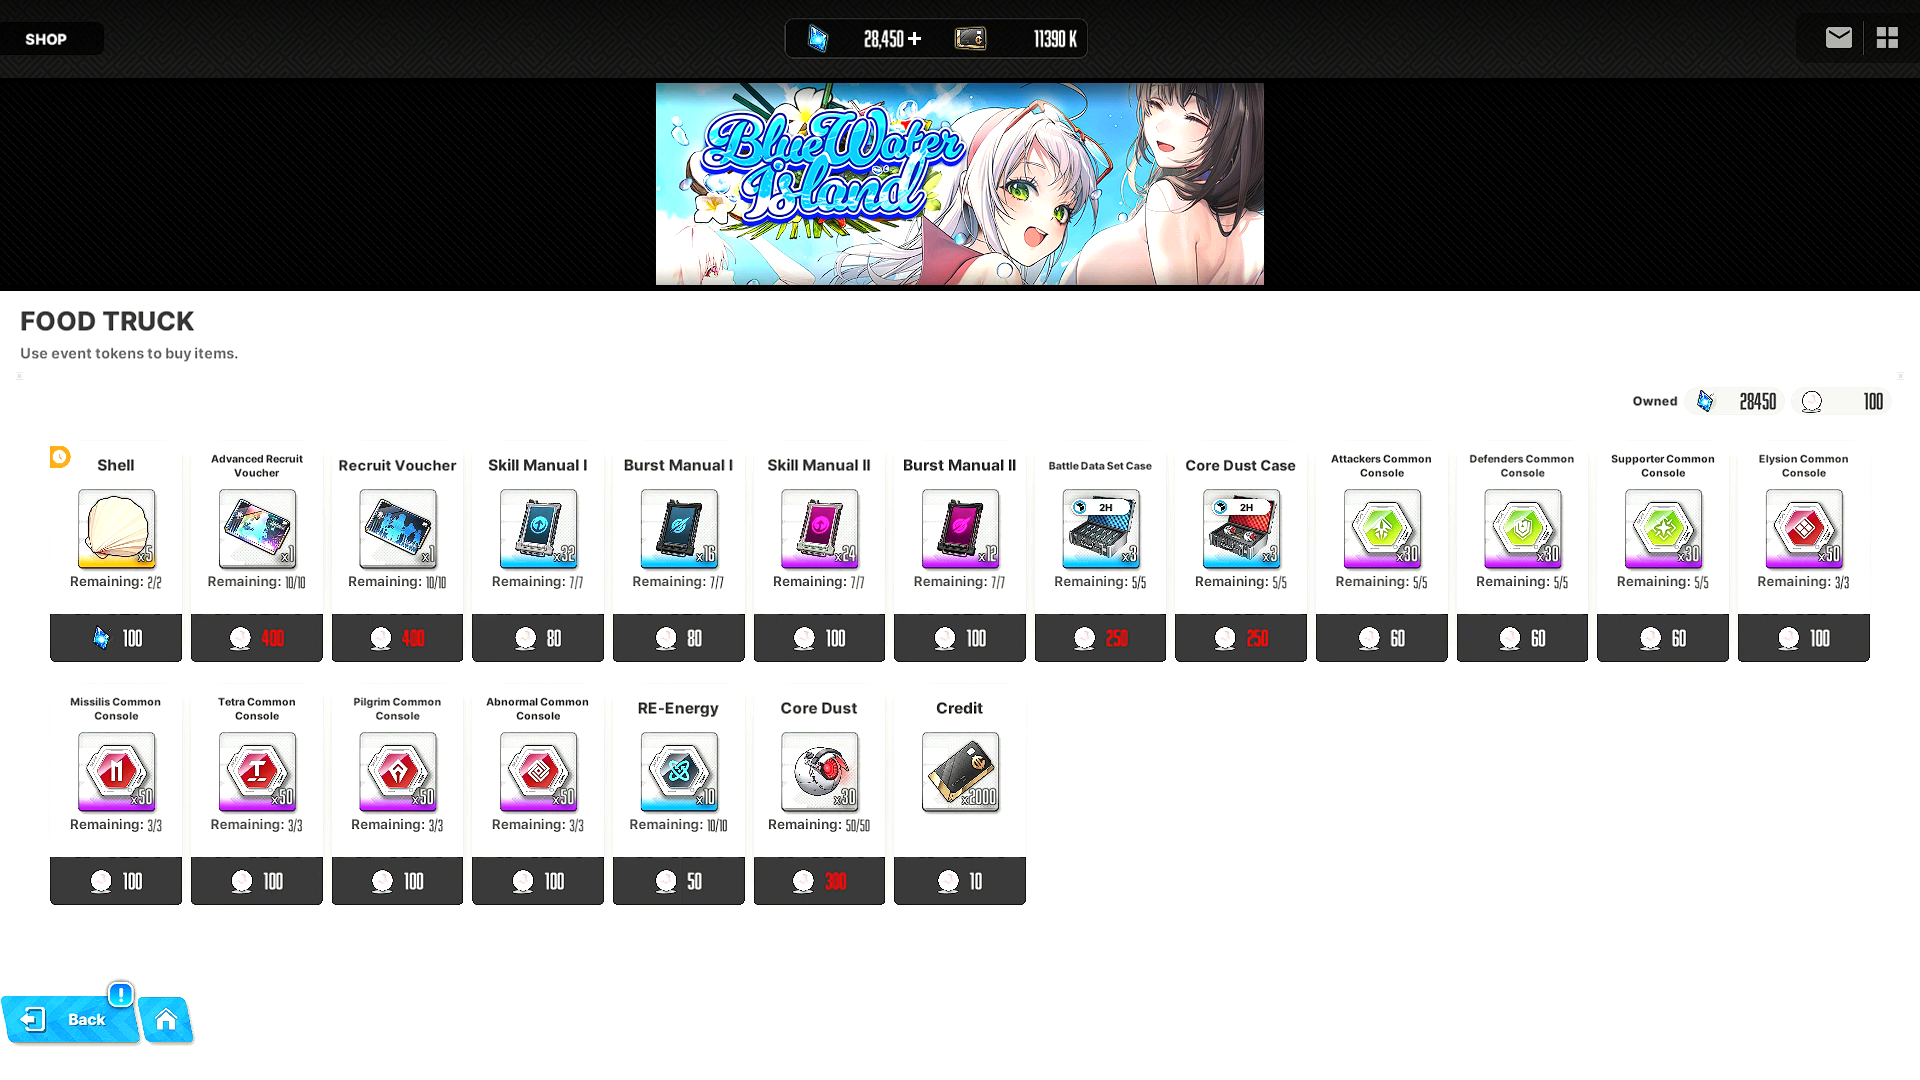 SHOP
28,450
11390 K
Blue Water
Island
FOOD TRUCK
Use event tokens to buy items.
Owned 28450 100
Shell
Advanced Recruit
Voucher
Recruit Voucher
Skill Manual I
Burst Manual I
Skill Manual II
Burst Manual II
Battle Data Set Case
Core Dust Case
Attackers Common
Console
Defenders Common
Console
Supporter Common
Console
Elysion Common
Console
2H
2H
x5 x1 x1 x32 x16 x24 x12 x3 x3 x30 x30 x30 x50
Remaining: 2/2
Remaining: 10/10
Remaining: 10/10
Remaining: 7/7
Remaining: 7/7
Remaining: 7/7
Remaining: 7/7
Remaining: 5/5
Remaining: 5/5
Remaining: 5/5
Remaining: 5/5
Remaining: 5/5
Remaining: 3/3
100 400 400 80 80 100 100 250 250 60 60 60 100
Missilis Common
Console
Tetra Common
Console
Pilgrim Common
Console
Abnormal Common
Console
RE-Energy
Core Dust
Credit
x50 x50 x50 x50 x10 x30 x2000
Remaining: 3/3
Remaining: 3/3
Remaining: 3/3
Remaining: 3/3
Remaining: 10/10
Remaining: 50/50
100 100 100 100 50 300 10
Back